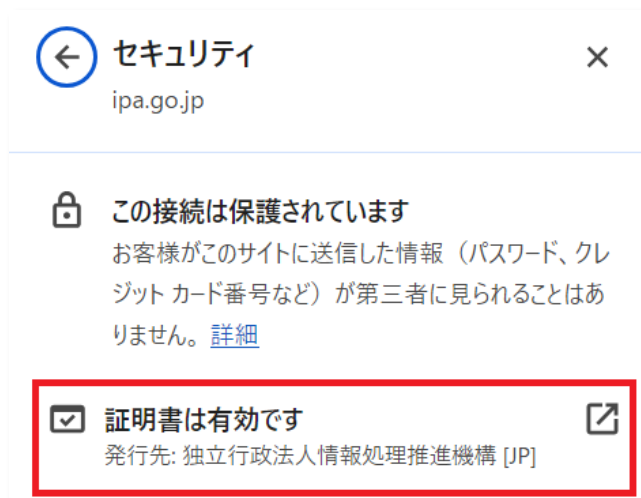 セキュリティ
ipa.go.jp
この接続は保護されています
お客様がこのサイトに送信した情報（パスワード、クレ
ジット カード番号など）が第三者に見られることはあ
りません。 詳細
証明書は有効です
発行先: 独立行政法人情報処理推進機構 [JP]